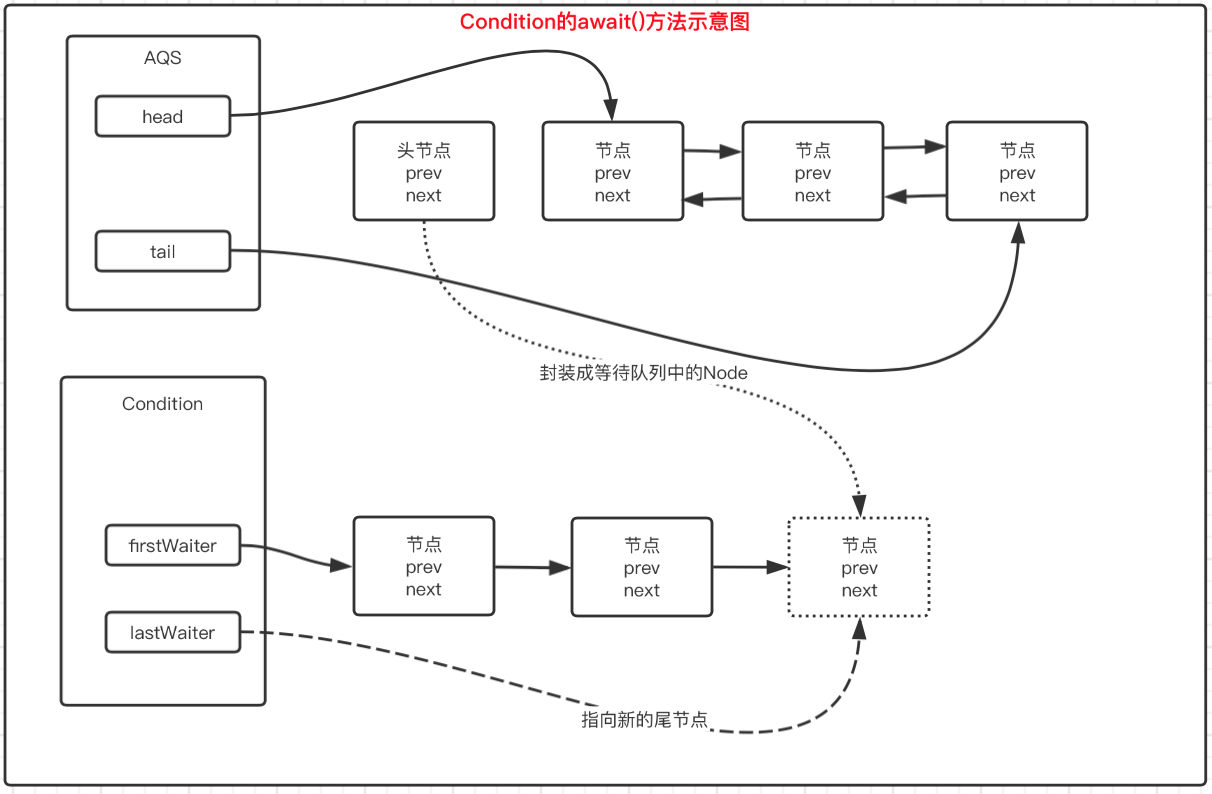 Condition的await()方法示意图
AQS
head
tail
头节点
prev
next
节点
prev
next
节点
prev
next
节点
prev
next
封装成等待队列中的Node
Condition
firstWaiter
lastWaiter
节点
prev
next
节点
prev
next
节点
prev
next
指向新的尾节点